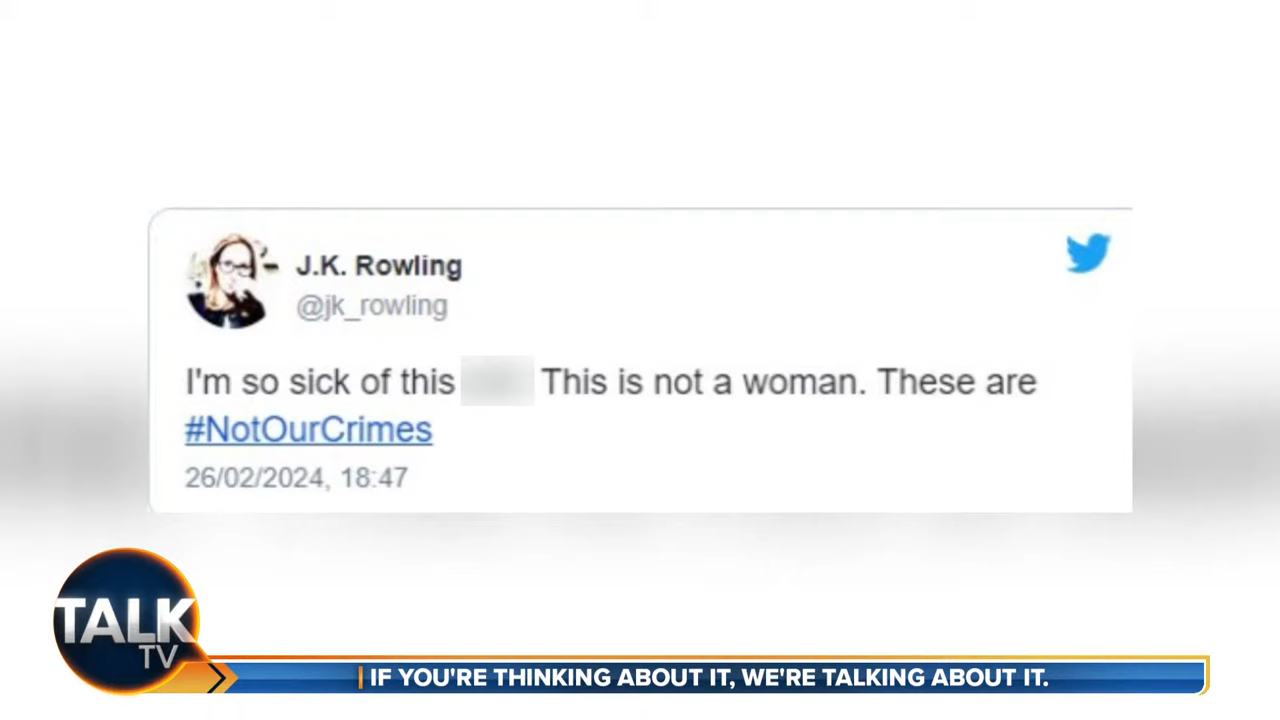 J.K. Rowling
@jk_rowling
I'm so sick of this This is not a woman. These are
#NotOurCrimes
26/02/2024, 18:47
TALK
TV
IF YOU'RE THINKING ABOUT IT, WE'RE TALKING ABOUT IT.